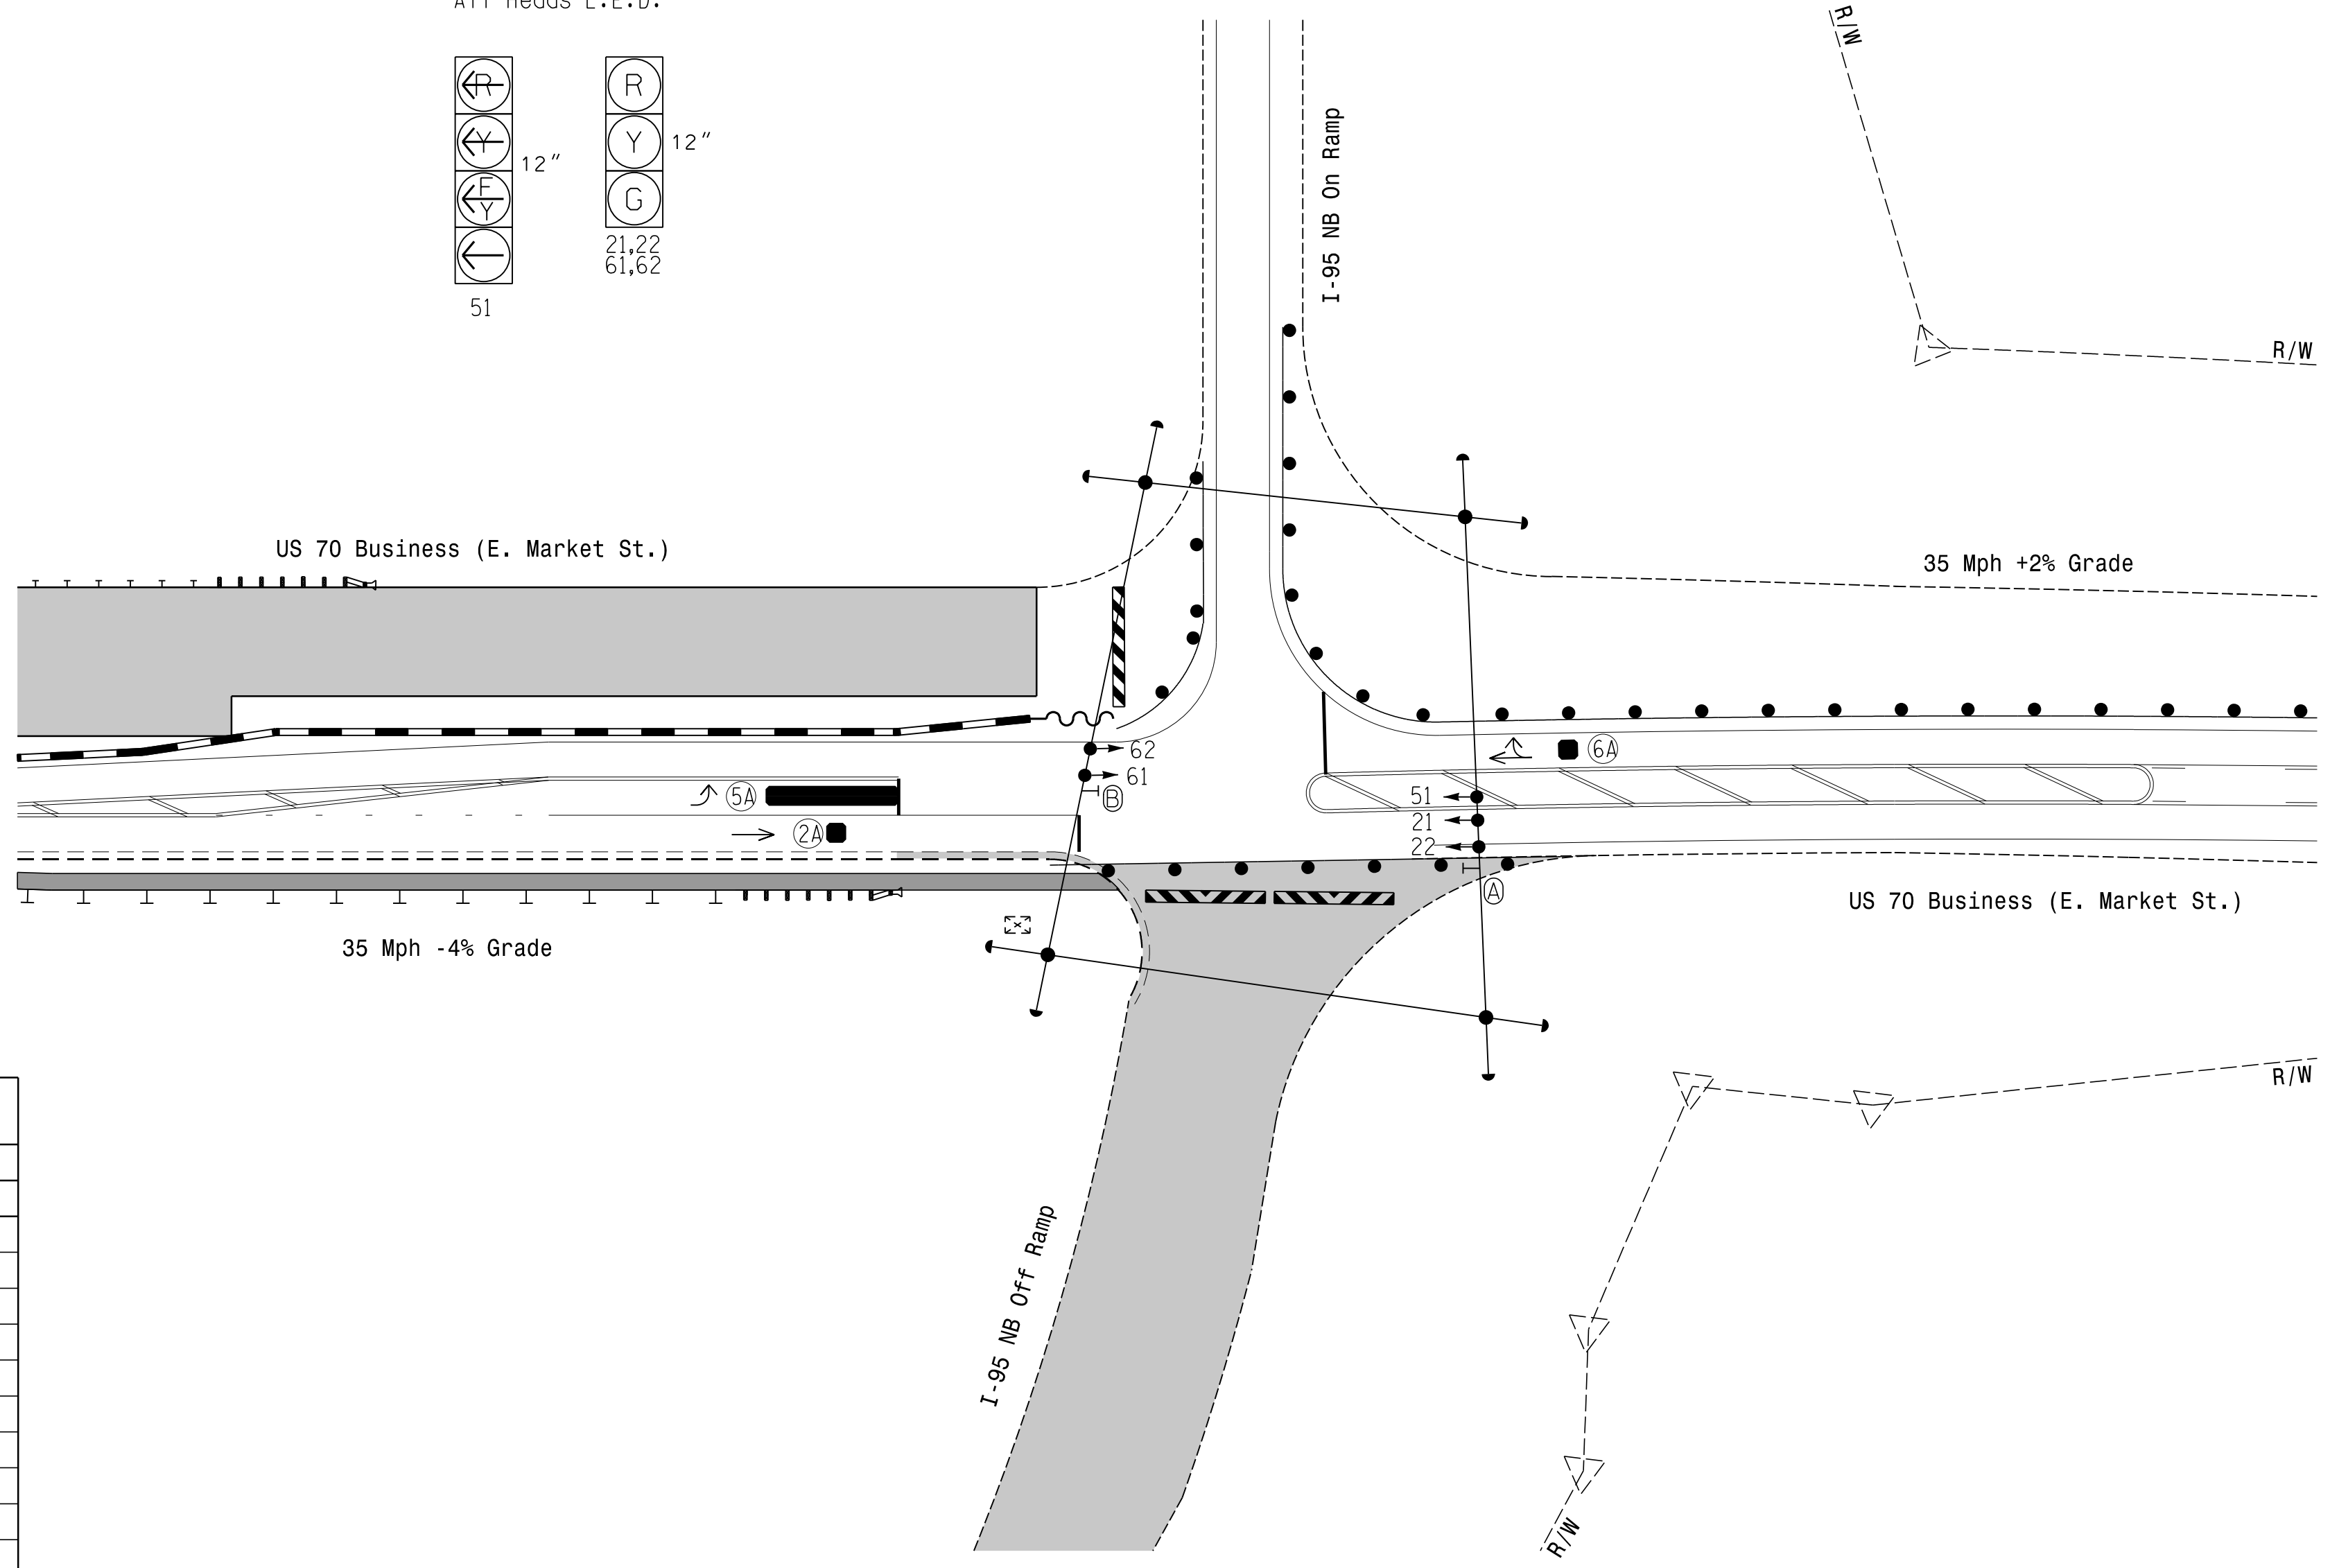 All Heads L.E.D.
R R
Y Y 12"
12"
F
Y G
21,22
61,62
51
I-95 NB On Ramp
R/W
R/W
US 70 Business (E. Market St.)
35 Mph +2% Grade
62
6A
61
5A
B
51
2A
21
22
A
US 70 Business (E. Market St.)
35 Mph -4% Grade
x
R/W
I-95 NB Off Ramp
R/W